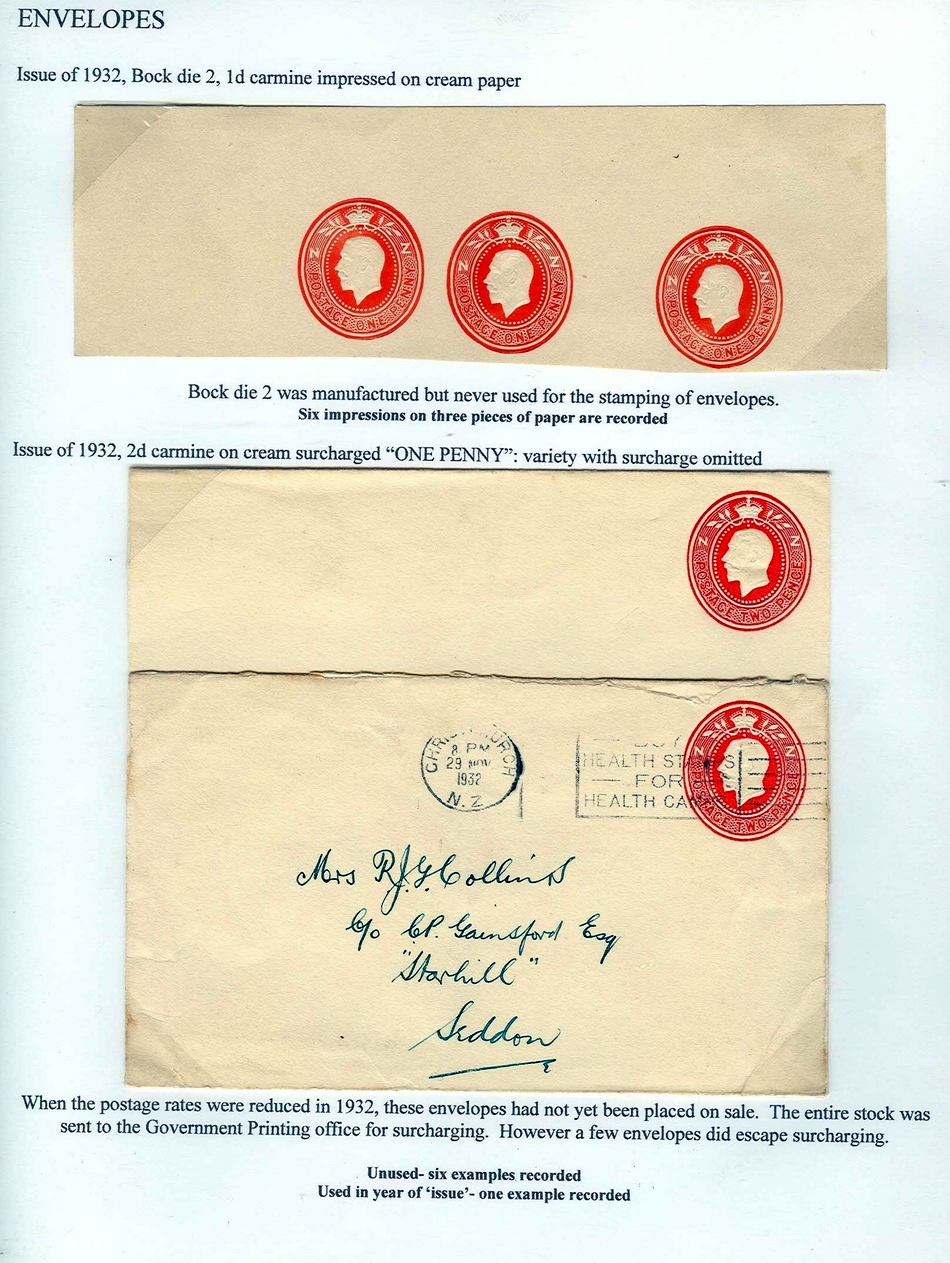 ENVELOPES
Issue of 1932, Bock die 2, 1d carmine impressed on cream paper
N Z
POSTAGE ONE PENNY
N Z
POSTAGE ONE PENNY
N Z
POSTAGE ONE PENNY
Bock die 2 was manufactured but never used for the stamping of envelopes.
Six impressions on three pieces of paper are recorded
Issue of 1932, 2d carmine on cream surcharged “ONE PENNY”: variety with surcharge omitted
N Z
POSTAGE TWO PENCE
N Z
POSTAGE TWO PENCE
CHRISTCHURCH
8 PM
29 NOV
1932
N. Z
HEALTH STAMPS
— FOR
HEALTH CA
Mrs R.J.G. Collins
C/o C.P. Gainsford Esq
"Starhill"
Seddon
When the postage rates were reduced in 1932, these envelopes had not yet been placed on sale. The entire stock was
sent to the Government Printing office for surcharging. However a few envelopes did escape surcharging.
Unused- six examples recorded
Used in year of ‘issue’- one example recorded